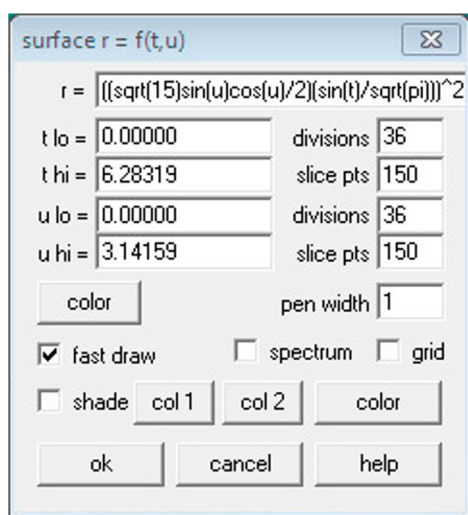 surface r = f(t,u)
r = ((sqrt(15)sin(u)cos(u)/2)(sin(t)/sqrt(pi)))^2
t lo = 0.00000 divisions 36
t hi = 6.28319 slice pts 150
u lo = 0.00000 divisions 36
u hi = 3.14159 slice pts 150
color pen width 1
fast draw spectrum grid
shade col 1 col 2 color
ok cancel help